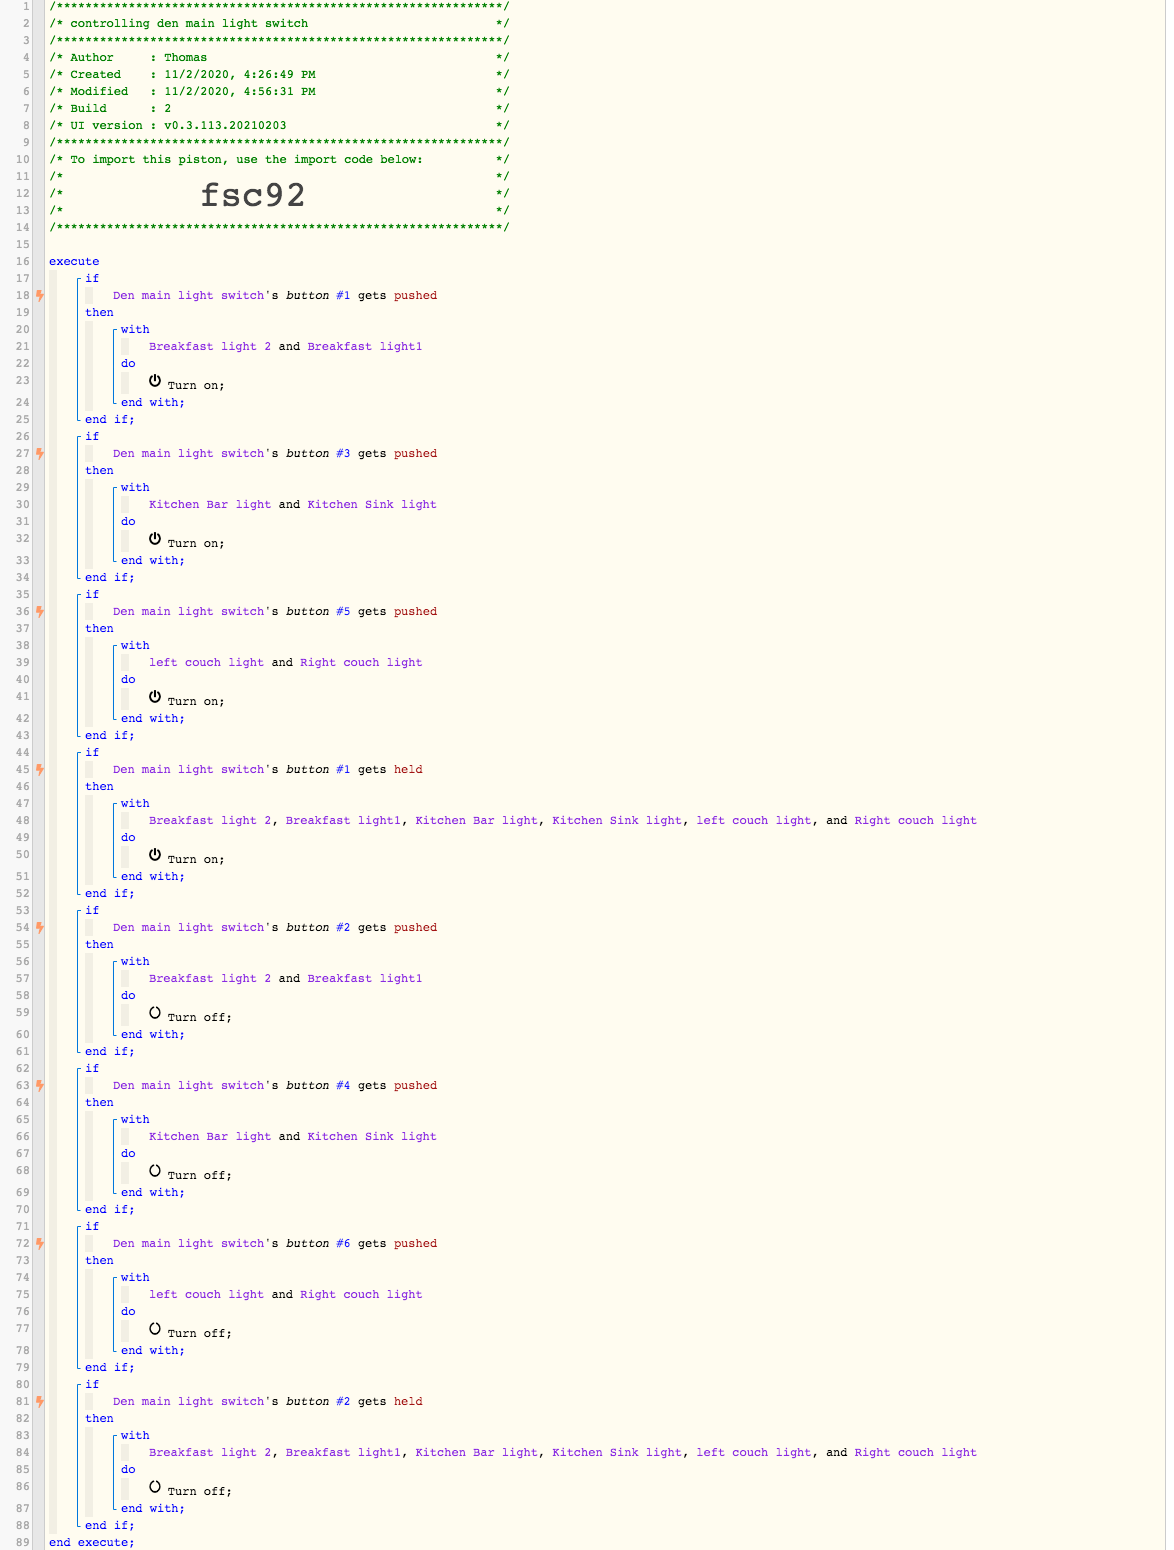 1 /**************************************************************/
2 /* controlling den main light switch */
3 /**************************************************************/
4 /* Author : Thomas */
5 /* Created : 11/2/2020, 4:26:49 PM */
6 /* Modified : 11/2/2020, 4:56:31 PM */
7 /* Build : 2 */
8 /* UI version : v0.3.113.20210203 */
9 /**************************************************************/
10 /* To import this piston, use the import code below: */
11 /* */
12 /* fsc92 */
13 /* */
14 /**************************************************************/
15
16 execute
17 if
18 Den main light switch's button #1 gets pushed
19 then
20 with
21 Breakfast light 2 and Breakfast light1
22 do
23 Turn on;
24 end with;
25 end if;
26 if
27 Den main light switch's button #3 gets pushed
28 then
29 with
30 Kitchen Bar light and Kitchen Sink light
31 do
32 Turn on;
33 end with;
34 end if;
35 if
36 Den main light switch's button #5 gets pushed
37 then
38 with
39 left couch light and Right couch light
40 do
41 Turn on;
42 end with;
43 end if;
44 if
45 Den main light switch's button #1 gets held
46 then
47 with
48 Breakfast light 2, Breakfast light1, Kitchen Bar light, Kitchen Sink light, left couch light, and Right couch light
49 do
50 Turn on;
51 end with;
52 end if;
53 if
54 Den main light switch's button #2 gets pushed
55 then
56 with
57 Breakfast light 2 and Breakfast light1
58 do
59 Turn off;
60 end with;
61 end if;
62 if
63 Den main light switch's button #4 gets pushed
64 then
65 with
66 Kitchen Bar light and Kitchen Sink light
67 do
68 Turn off;
69 end with;
70 end if;
71 if
72 Den main light switch's button #6 gets pushed
73 then
74 with
75 left couch light and Right couch light
76 do
77 Turn off;
78 end with;
79 end if;
80 if
81 Den main light switch's button #2 gets held
82 then
83 with
84 Breakfast light 2, Breakfast light1, Kitchen Bar light, Kitchen Sink light, left couch light, and Right couch light
85 do
86 Turn off;
87 end with;
88 end if;
89 end execute;